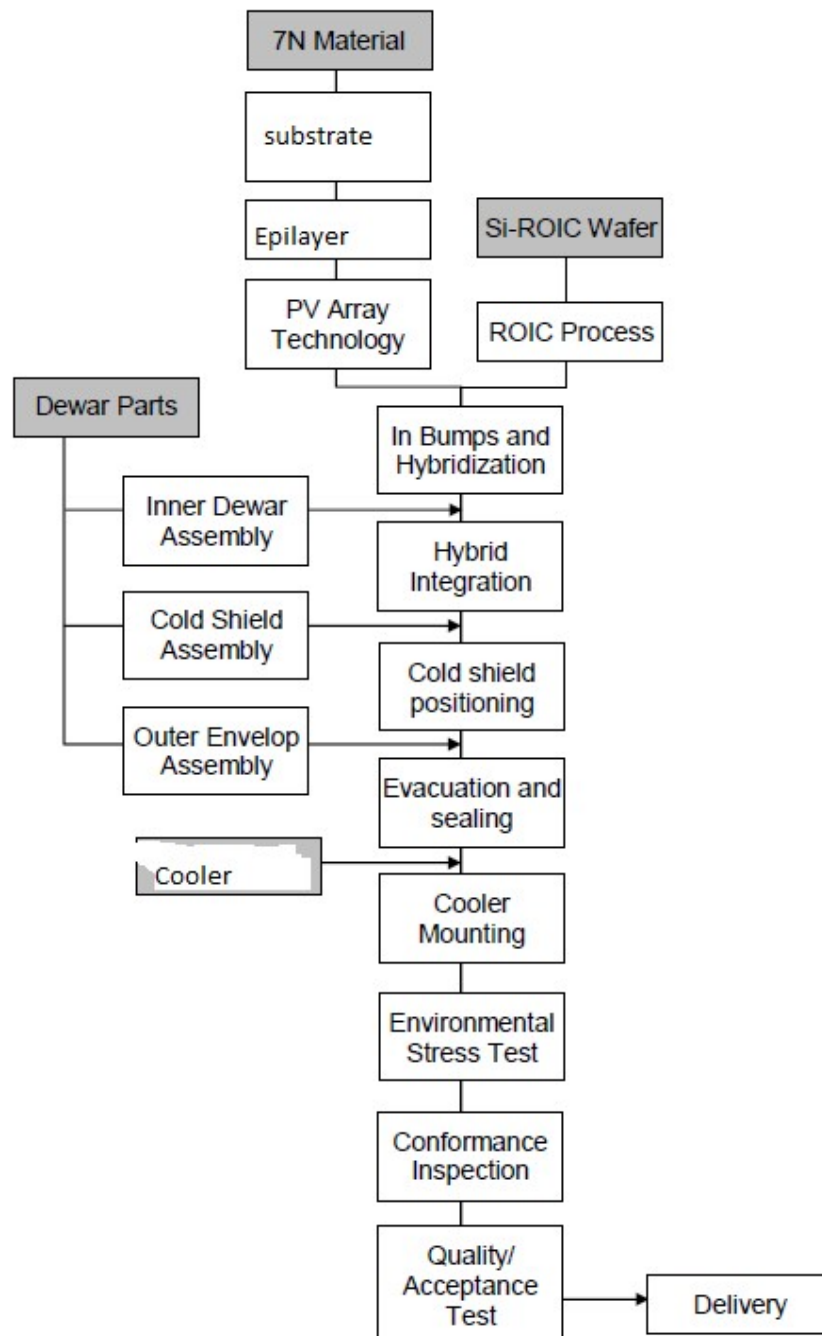 7N Material
substrate
Epilayer
Si-ROIC Wafer
PV Array
Technology
ROIC Process
Dewar Parts
In Bumps and
Hybridization
Inner Dewar
Assembly
Hybrid
Integration
Cold Shield
Assembly
Cold shield
positioning
Outer Envelop
Assembly
Evacuation and
sealing
Cooler
Cooler
Mounting
Environmental
Stress Test
Conformance
Inspection
Quality/
Acceptance
Test
Delivery